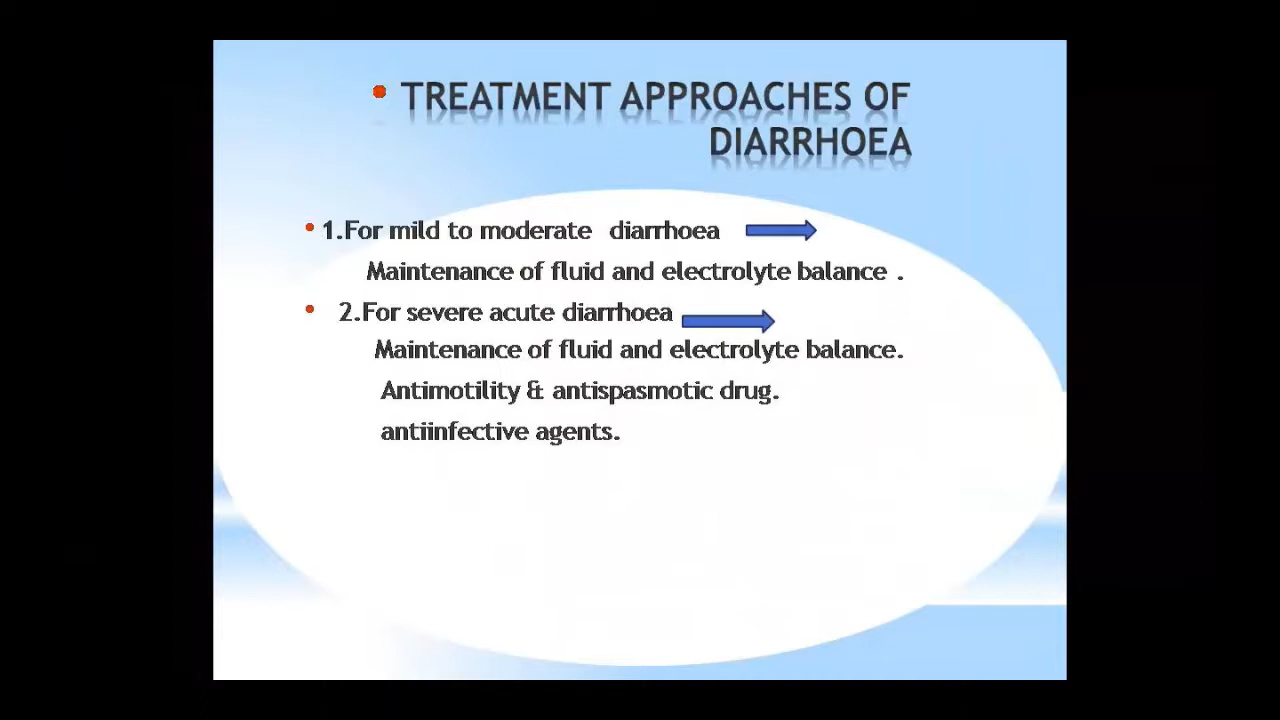 • TREATMENT APPROACHES OF
DIARRHOEA
• 1.For mild to moderate diarrhoea
Maintenance of fluid and electrolyte balance .
• 2.For severe acute diarrhoea
Maintenance of fluid and electrolyte balance.
Antimotility & antispasmotic drug.
antiinfective agents.